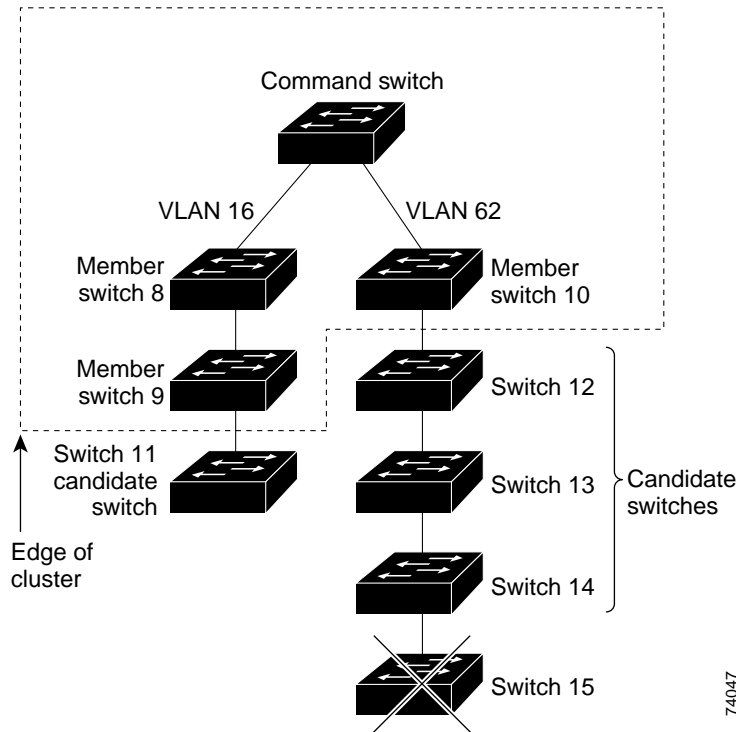 Command switch
VLAN 16
VLAN 62
Member
switch 8
Member
switch 10
Member
switch 9
Switch 12
Switch 11
candidate
switch
Switch 13
Candidate
switches
Edge of
cluster
Switch 14
Switch 15
74047